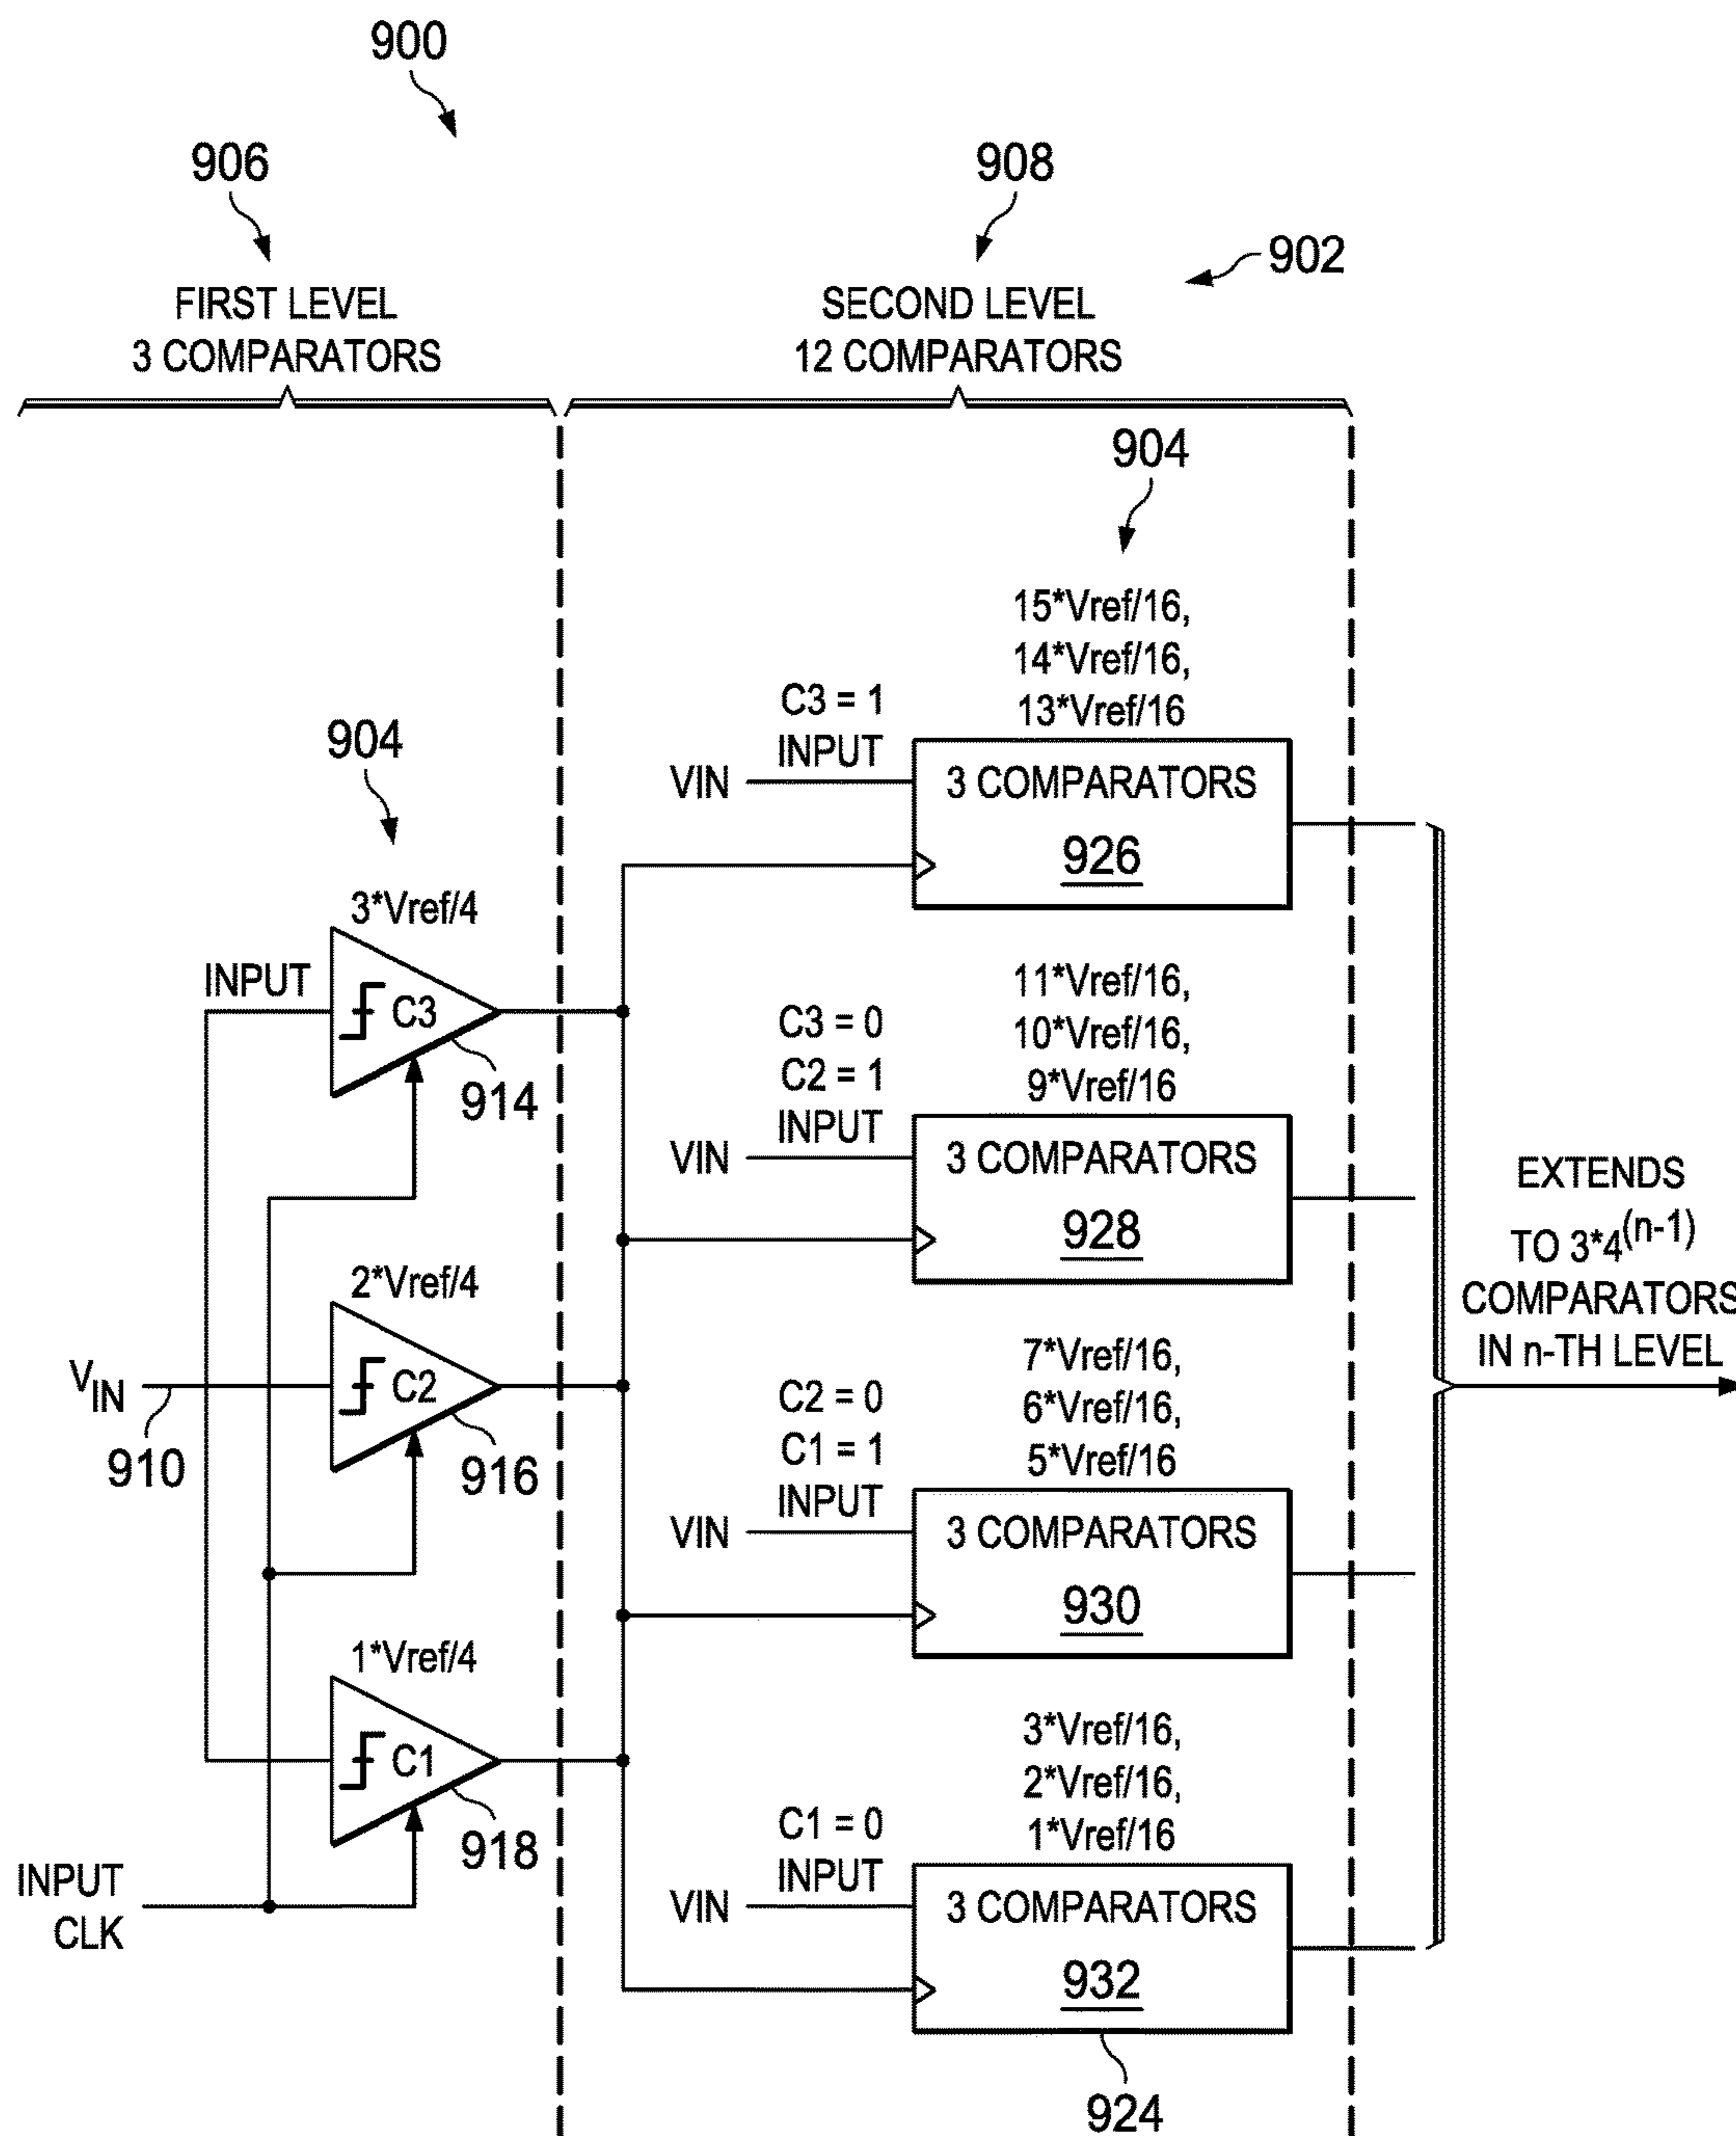 900
906
908
902
FIRST LEVEL
3 COMPARATORS
SECOND LEVEL
12 COMPARATORS
904
15*Vref/16,
14*Vref/16,
13*Vref/16
C3 = 1
INPUT
VIN
3 COMPARATORS
926
904
3*Vref/4
INPUT
C3
914
11*Vref/16,
10*Vref/16,
9*Vref/16
C3 = 0
C2 = 1
INPUT
VIN
3 COMPARATORS
928
EXTENDS
TO 3*4(n-1)
COMPARATORS
IN n-TH LEVEL
2*Vref/4
VIN
910
C2
916
7*Vref/16,
6*Vref/16,
5*Vref/16
C2 = 0
C1 = 1
INPUT
VIN
3 COMPARATORS
930
1*Vref/4
C1
918
INPUT
CLK
3*Vref/16,
2*Vref/16,
1*Vref/16
C1 = 0
INPUT
VIN
3 COMPARATORS
932
924